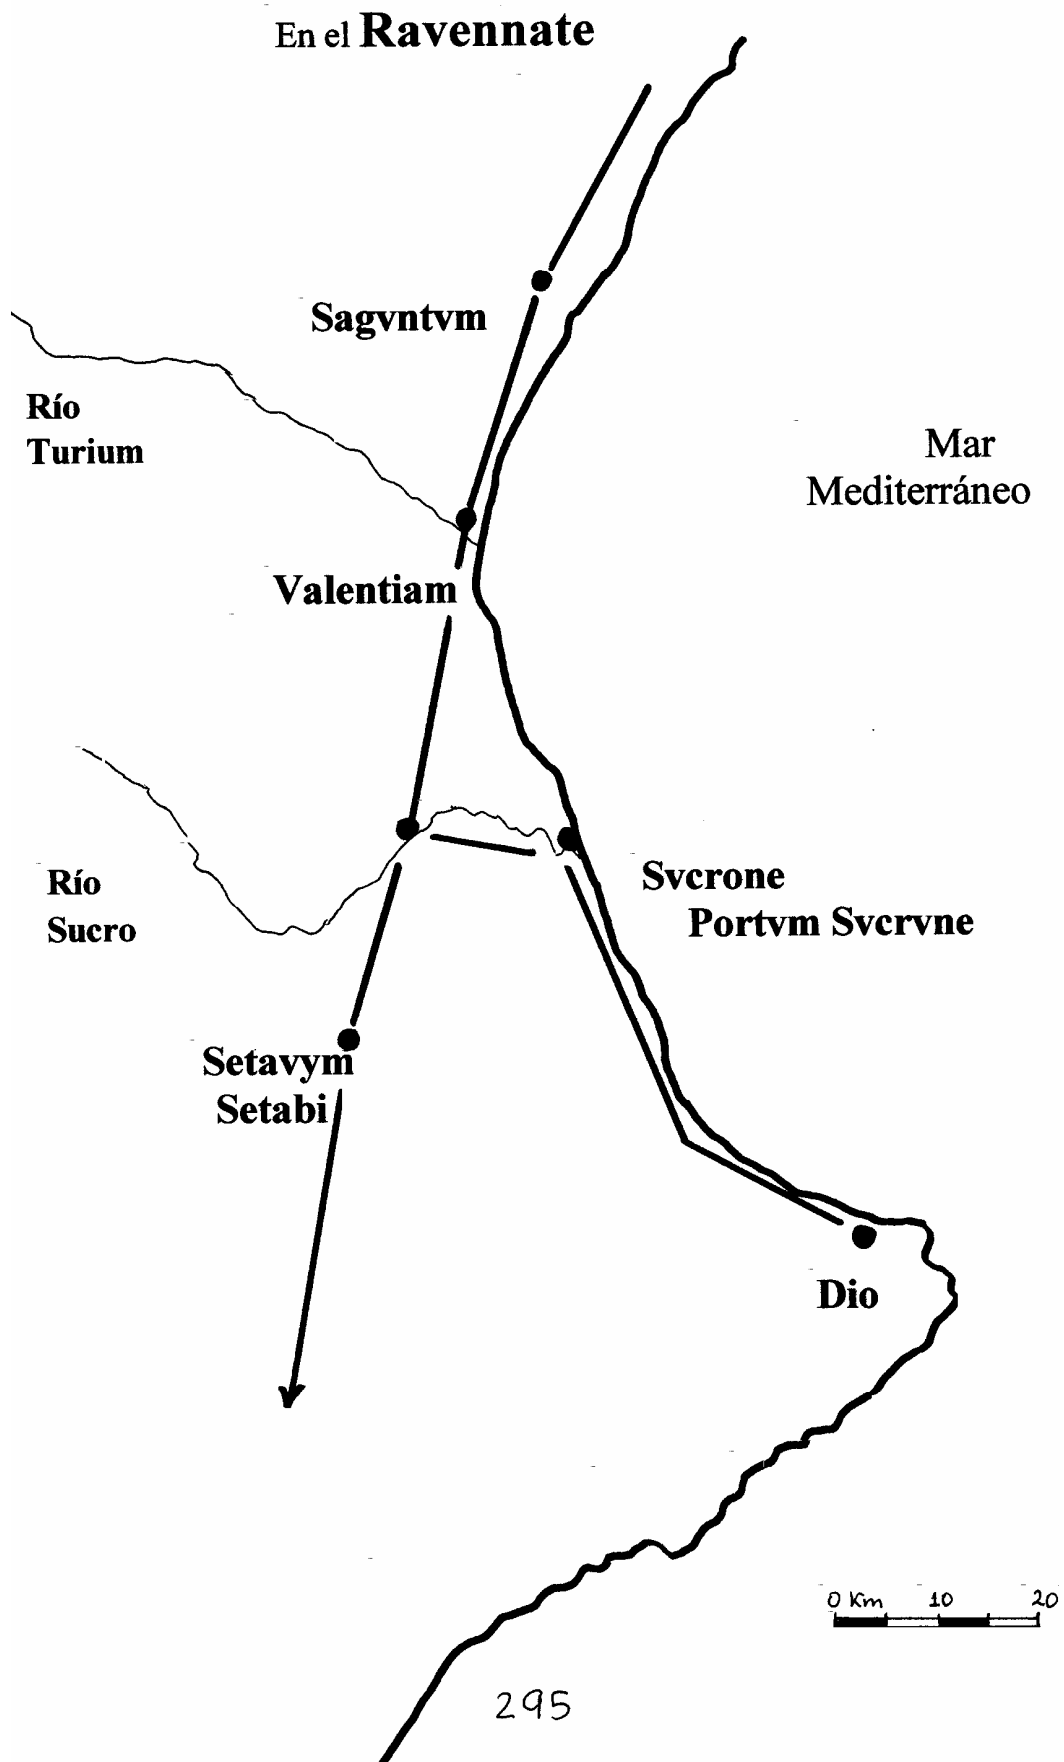 En el Ravennate
Sagvntvm
Río
Turium
Mar
Mediterráneo
Valentiam
Río
Sucro
Svcrone
Portvm Svcrvne
Setavym
Setabi
Dio
0 Km 10 20
295